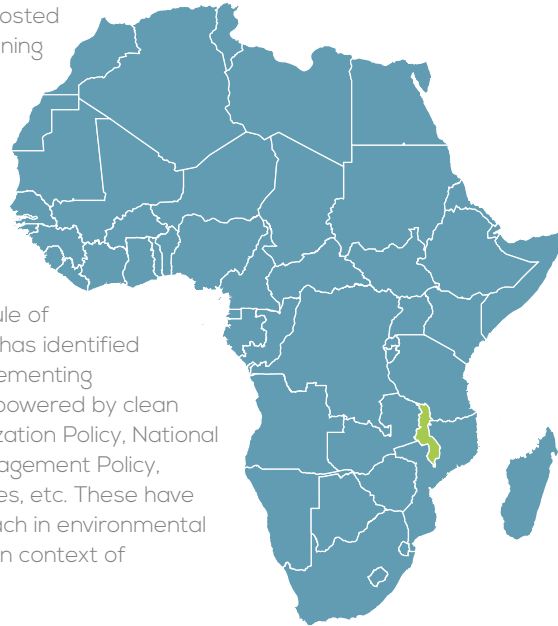 osted
ning
ule of
has identified
ementing
powered by clean
zation Policy, National
agement Policy,
es, etc. These have
ach in environmental
n context of